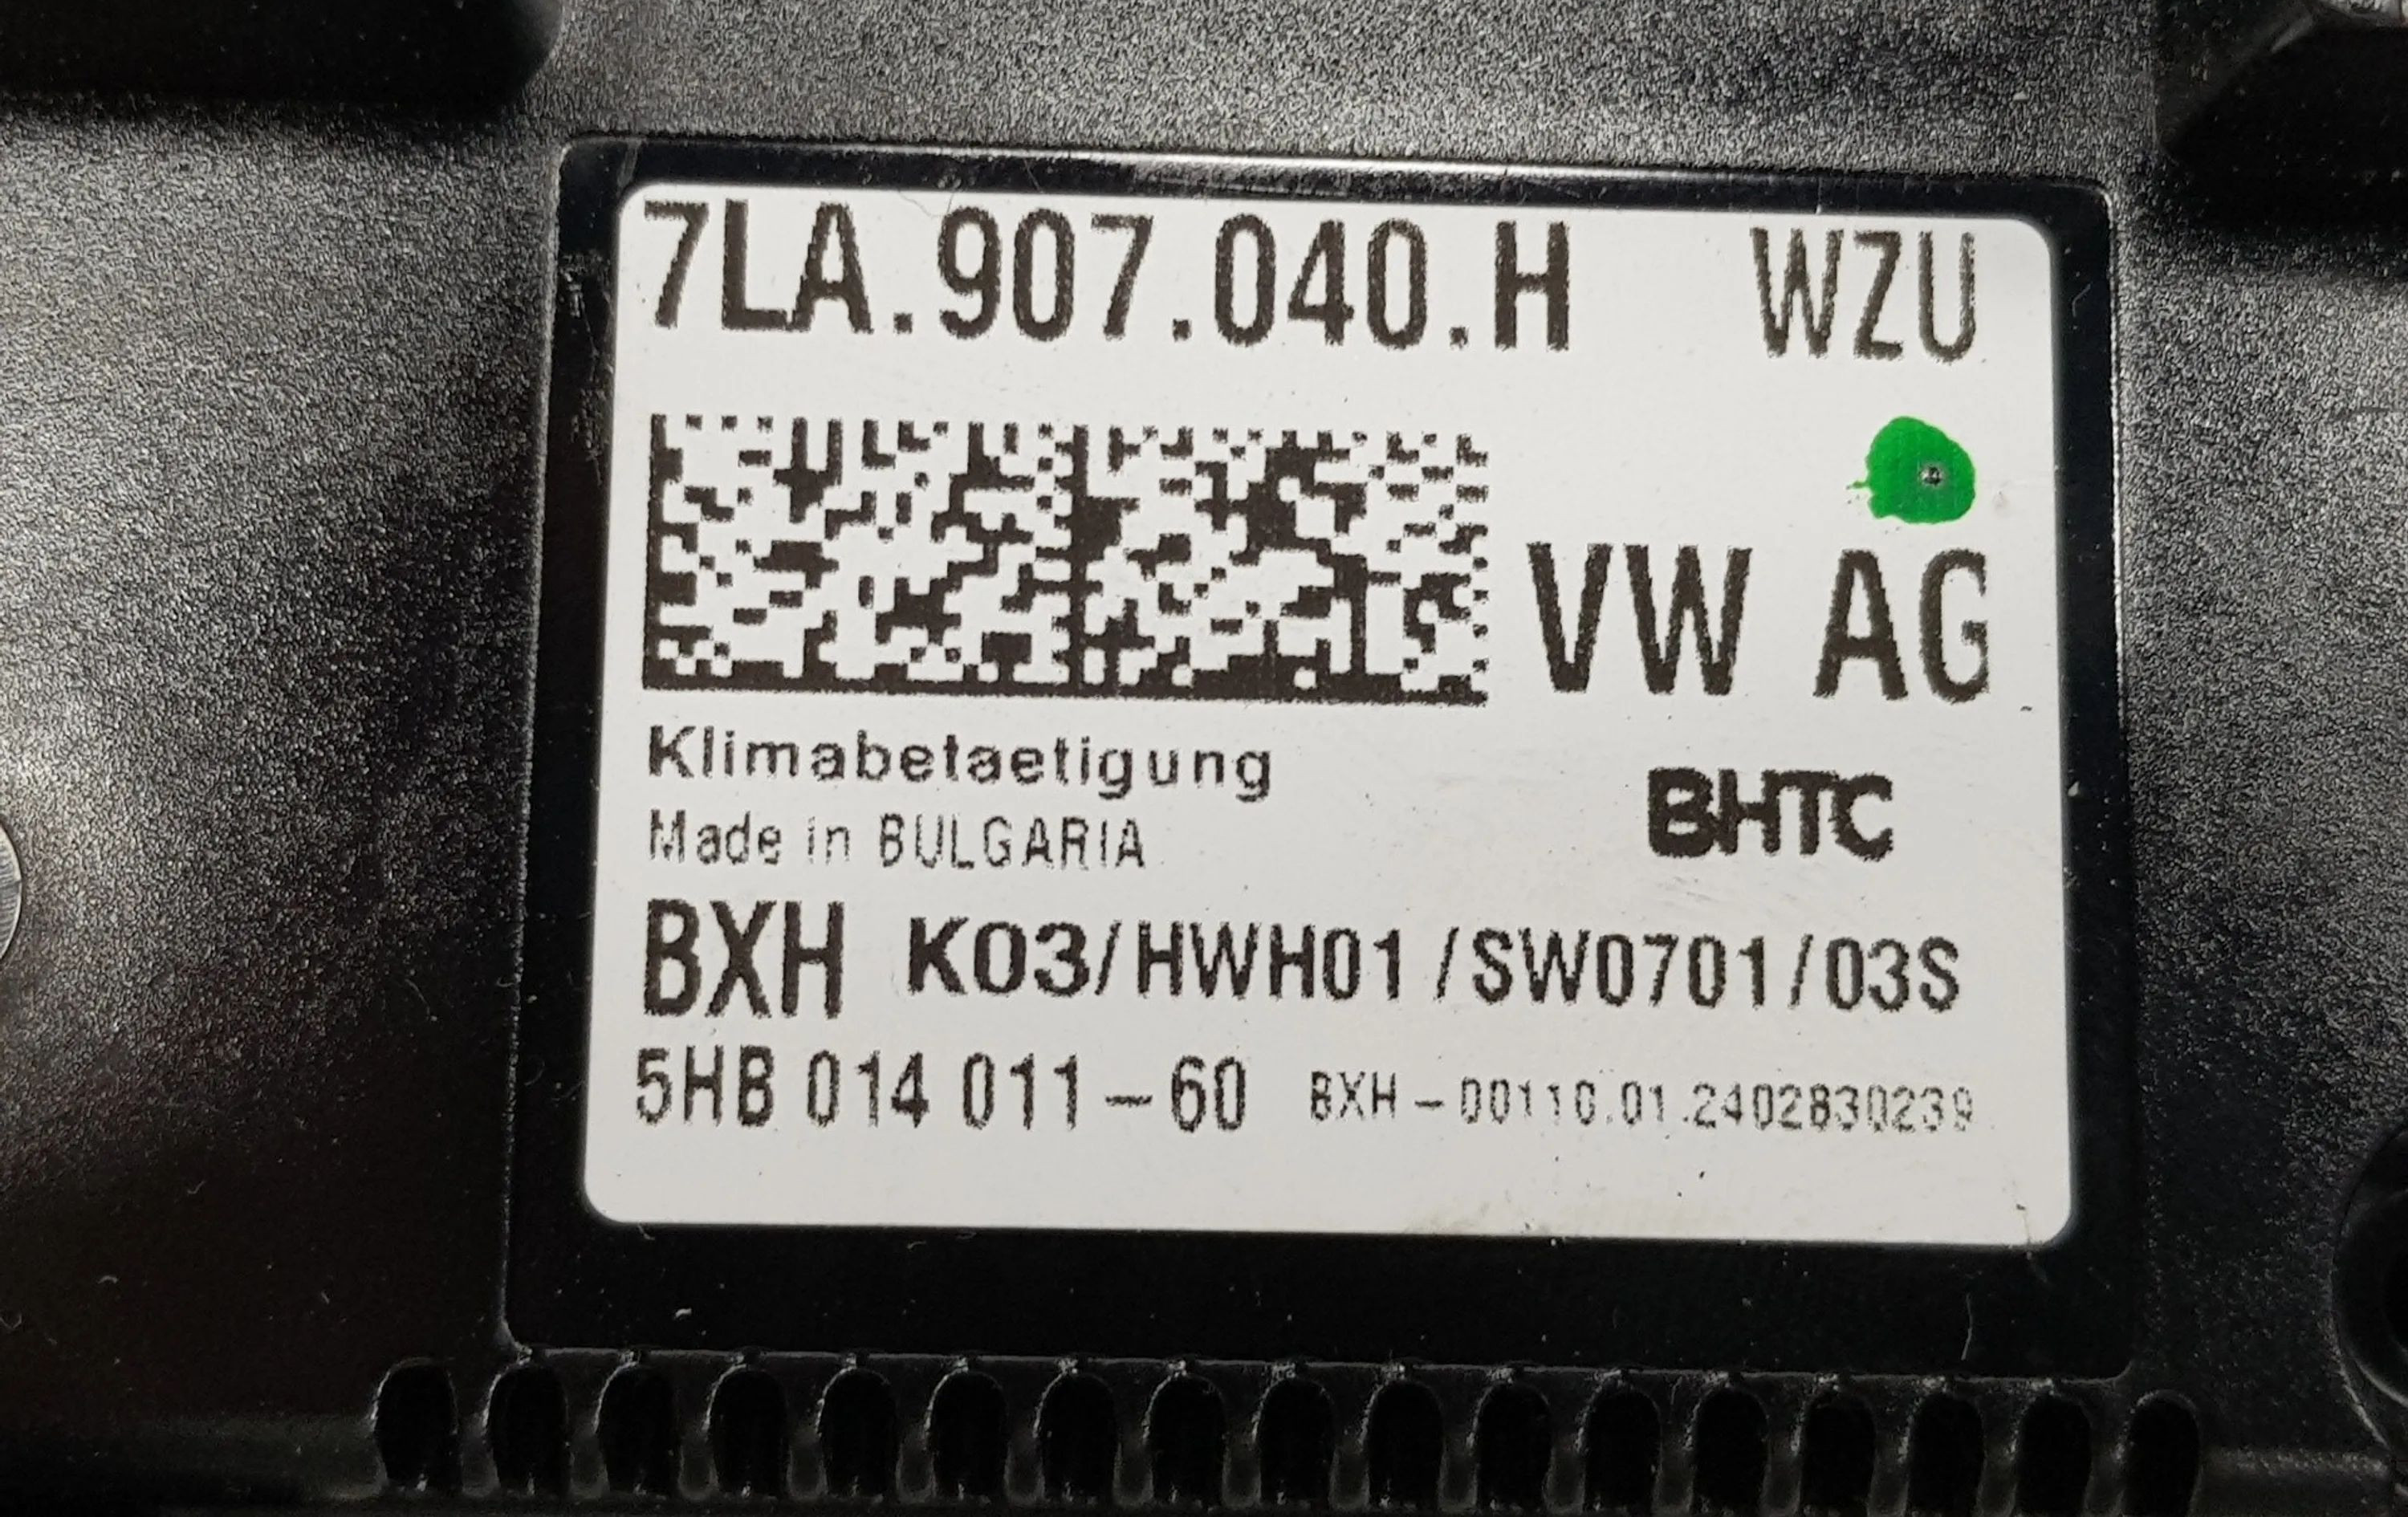 7LA.907.040.H WZU
VW AG
Klimabetaetigung
Made in BULGARIA
BHTC
BXH K03/HWH01/SW0701/03S
5HB 014 011-60 BXH-00110.01.2402830239